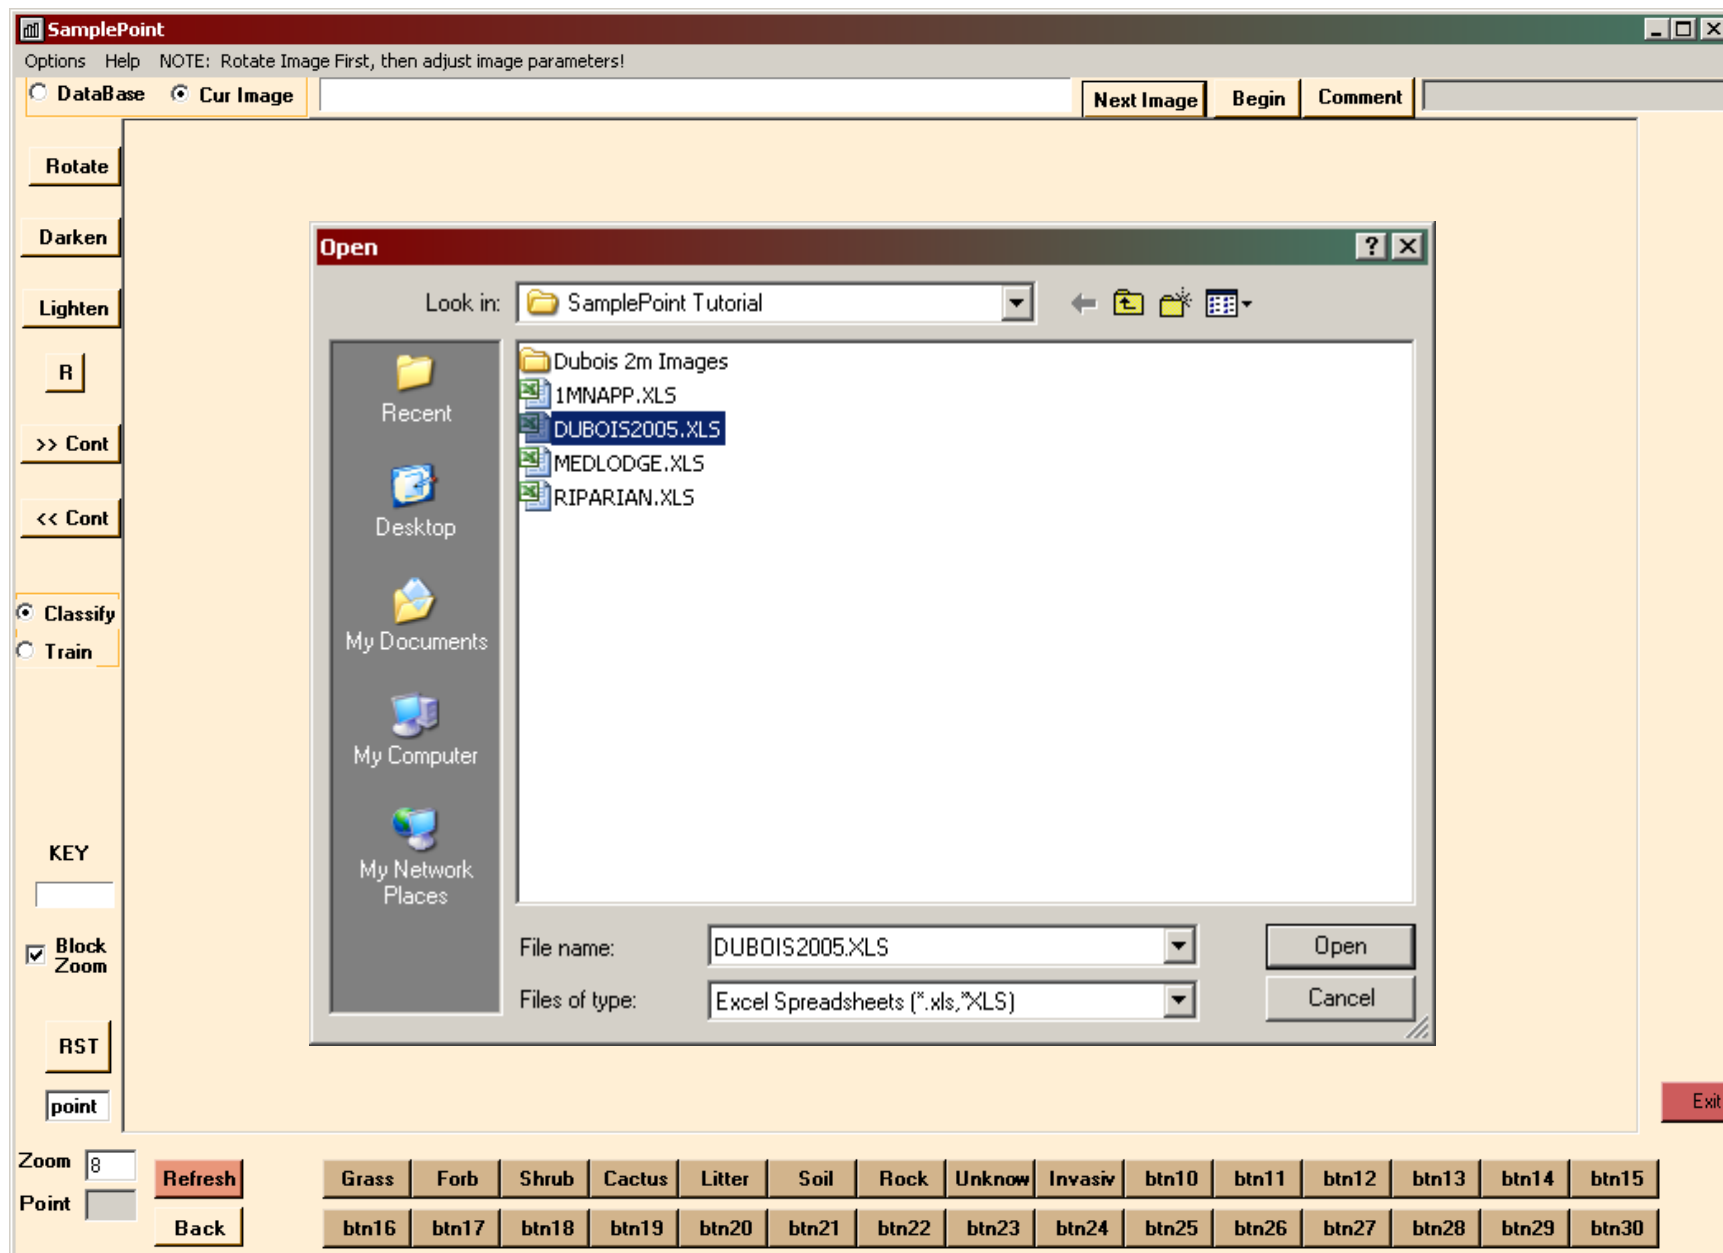 SamplePoint
Options Help NOTE: Rotate Image First, then adjust image parameters!
DataBase Cur Image Next Image Begin Comment
Rotate
Darken
Lighten
R
>> Cont
<< Cont
Classify
Train
KEY
Block
Zoom
RST
point
Open
Look in: SamplePoint Tutorial
Recent
Desktop
My Documents
My Computer
My Network
Places
Dubois 2m Images
1MNAPP.XLS
DUBOIS2005.XLS
MEDLODGE.XLS
RIPARIAN.XLS
File name: DUBOIS2005.XLS Open
Files of type: Excel Spreadsheets (*.xls,*XLS) Cancel
Exit
Zoom 8
Point
Refresh
Back
Grass Forb Shrub Cactus Litter Soil Rock Unknow Invasiv btn10 btn11 btn12 btn13 btn14 btn15
btn16 btn17 btn18 btn19 btn20 btn21 btn22 btn23 btn24 btn25 btn26 btn27 btn28 btn29 btn30